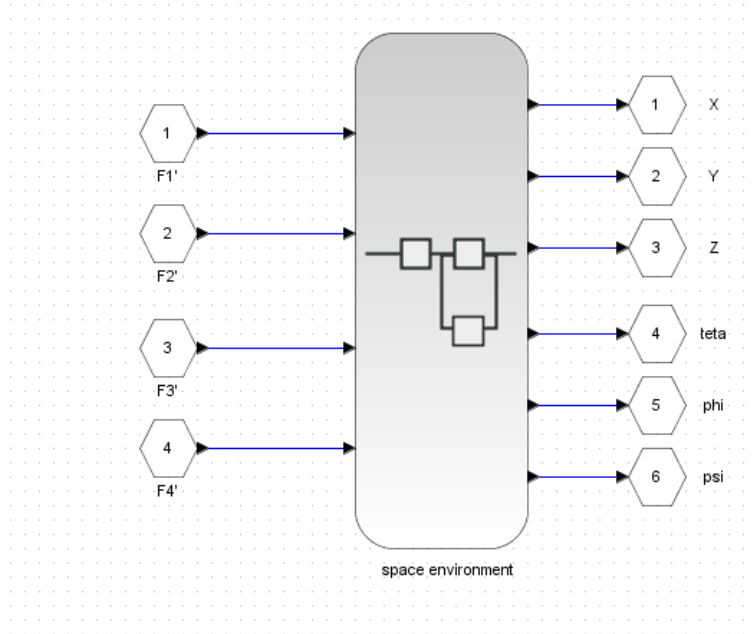 1
F1'
2
F2'
3
F3'
4
F4'
1 X
2 Y
3 Z
4 teta
5 phi
6 psi
space environment